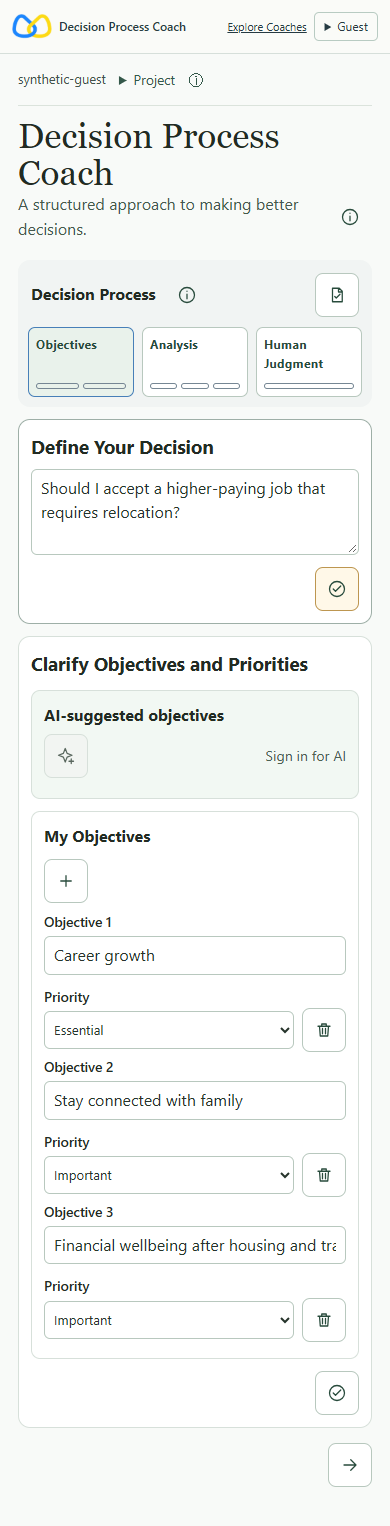 Decision Process Coach
Explore Coaches
Guest
synthetic-guest
Project
Decision Process
Coach
A structured approach to making better
decisions.
Decision Process
Objectives
Analysis
Human
Judgment
Define Your Decision
Should I accept a higher-paying job that
requires relocation?
Clarify Objectives and Priorities
AI-suggested objectives
Sign in for AI
My Objectives
Objective 1
Career growth
Priority
Essential
Objective 2
Stay connected with family
Priority
Important
Objective 3
Financial wellbeing after housing and tra
Priority
Important